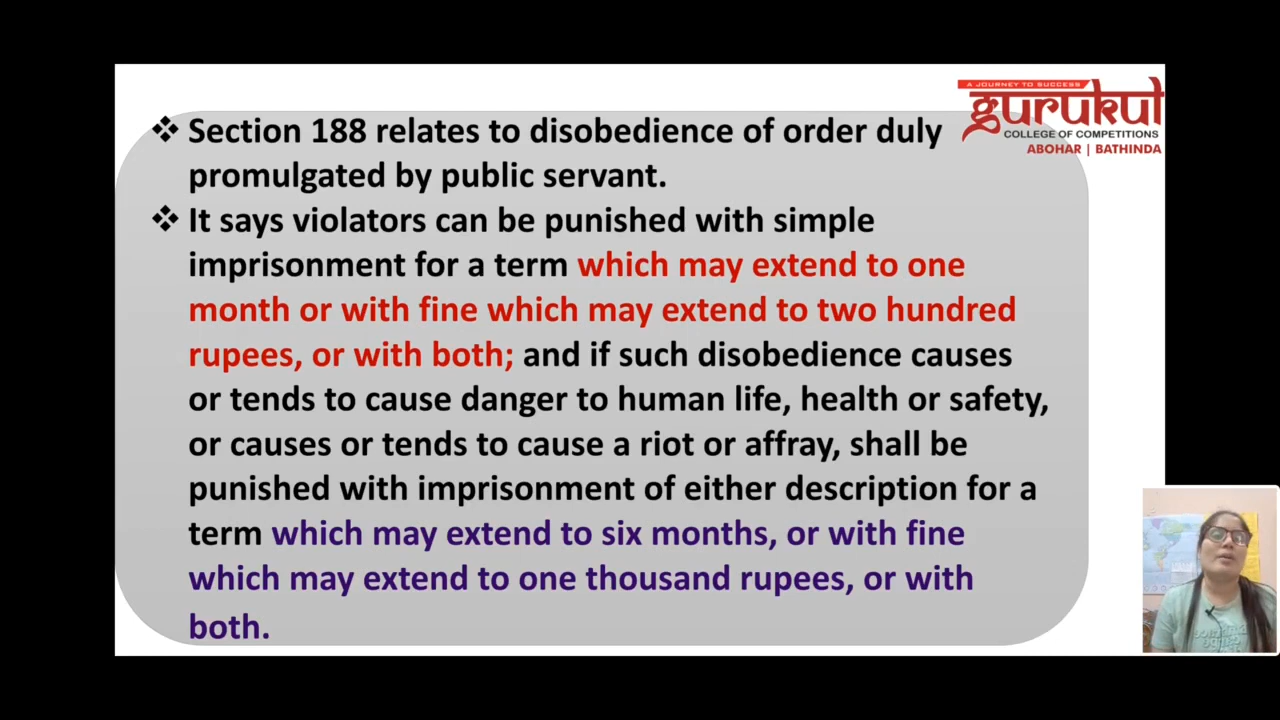 A JOURNEY TO SUCCESS
gurukul
COLLEGE OF COMPETITIONS
ABOHAR | BATHINDA
❖ Section 188 relates to disobedience of order duly
promulgated by public servant.
❖ It says violators can be punished with simple
imprisonment for a term which may extend to one
month or with fine which may extend to two hundred
rupees, or with both; and if such disobedience causes
or tends to cause danger to human life, health or safety,
or causes or tends to cause a riot or affray, shall be
punished with imprisonment of either description for a
term which may extend to six months, or with fine
which may extend to one thousand rupees, or with
both.